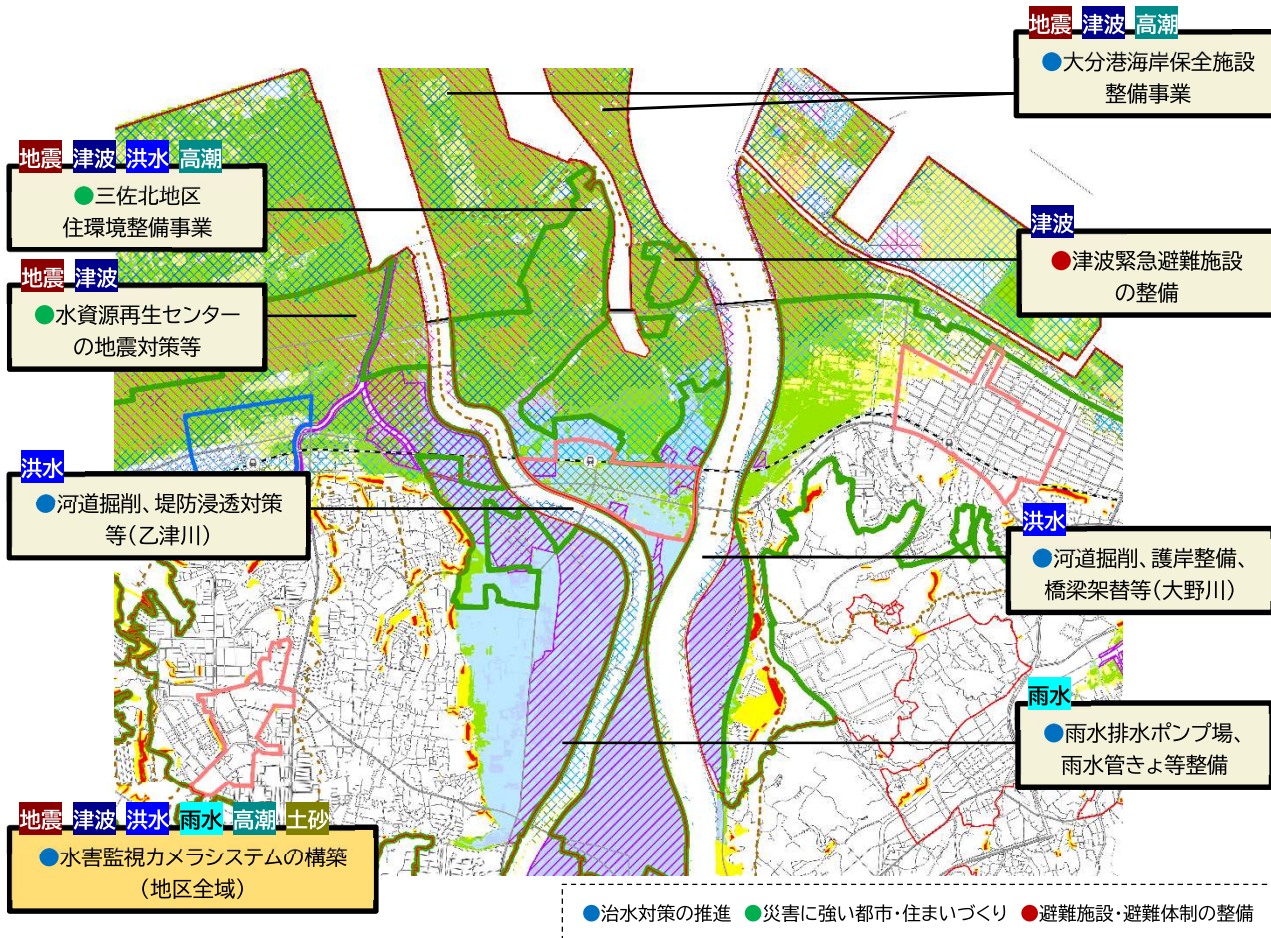 地震 津波 高潮
●大分港海岸保全施設
整備事業
地震 津波 洪水 高潮
●三佐北地区
住環境整備事業
津波
●津波緊急避難施設
の整備
地震 津波
●水資源再生センター
の地震対策等
洪水
●河道掘削、堤防浸透対策
等(乙津川)
洪水
●河道掘削、護岸整備、
橋梁架替等(大野川)
雨水
●雨水排水ポンプ場、
雨水管きょ等整備
地震 津波 洪水 雨水 高潮 土砂
●水害監視カメラシステムの構築
(地区全域)
●治水対策の推進 ●災害に強い都市・住まいづくり ●避難施設・避難体制の整備